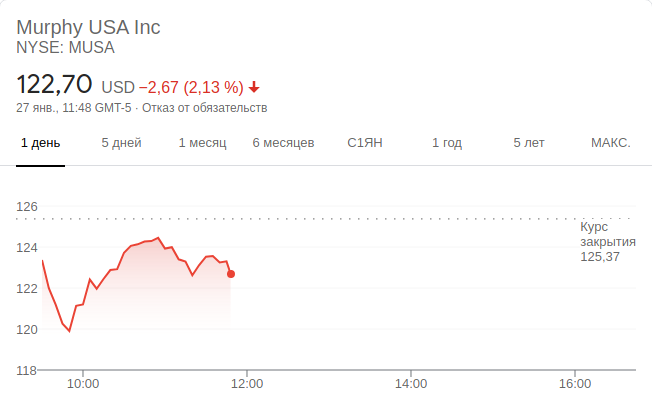 Murphy USA Inc
NYSE: MUSA
122,70 USD −2,67 (2,13 %)
27 янв., 11:48 GMT-5 · Отказ от обязательств
1 день 5 дней 1 месяц 6 месяцев С1ЯН 1 год 5 лет МАКС.
126
Курс
закрытия
125,37
124
122
120
118
10:00 12:00 14:00 16:00